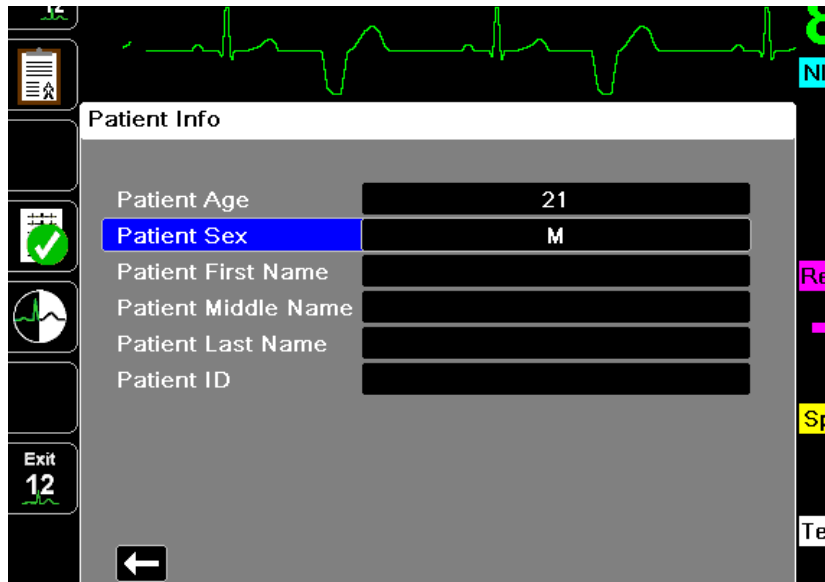 12
Patient Info
Patient Age 21
Patient Sex M
Patient First Name
Patient Middle Name
Patient Last Name
Patient ID
Exit
12